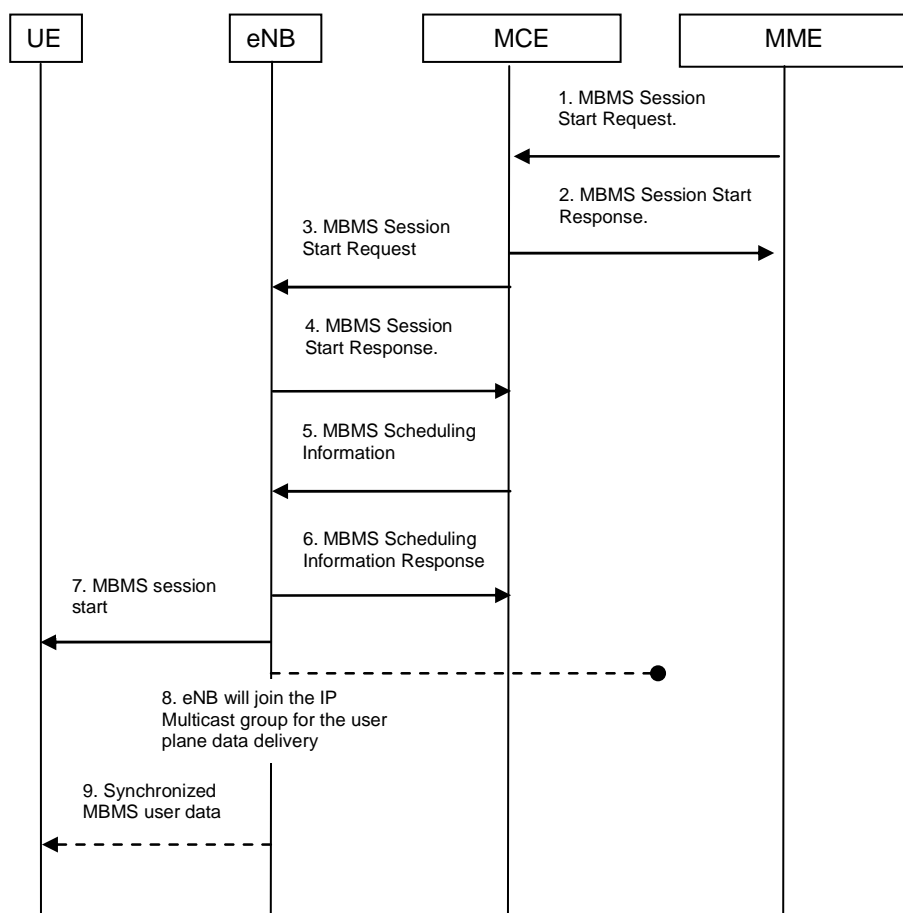 UE
eNB
MCE
MME
1. MBMS Session
Start Request.
2. MBMS Session Start
Response.
3. MBMS Session
Start Request
4. MBMS Session
Start Response.
5. MBMS Scheduling
Information
6. MBMS Scheduling
Information Response
7. MBMS session
start
8. eNB will join the IP
Multicast group for the user
plane data delivery
9. Synchronized
MBMS user data